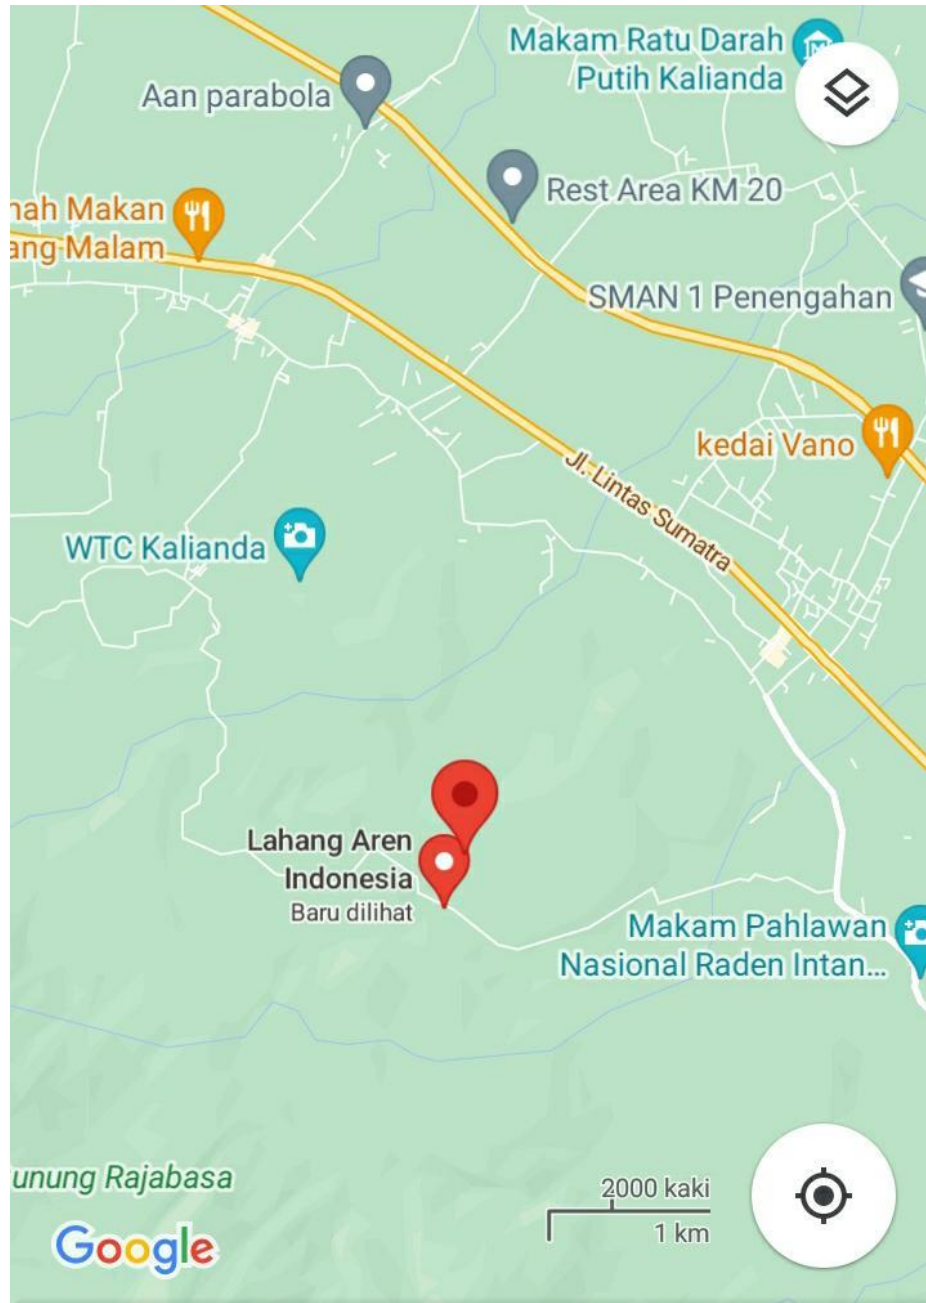 Makam Ratu Darah
Putih Kalianda
Aan parabola
Rest Area KM 20
nah Makan
ang Malam
SMAN 1 Penengahan
kedai Vano
Jl. Lintas Sumatra
WTC Kalianda
Lahang Aren
Indonesia
Baru dilihat
Makam Pahlawan
Nasional Raden Intan...
unung Rajabasa
2000 kaki
1 km
Google